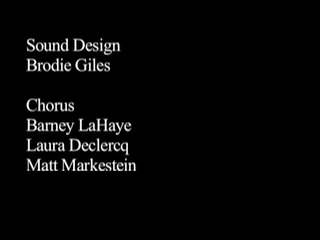 Sound Design
Brodie Giles
Chorus
Barney LaHaye
Laura Declercq
Matt Markestein